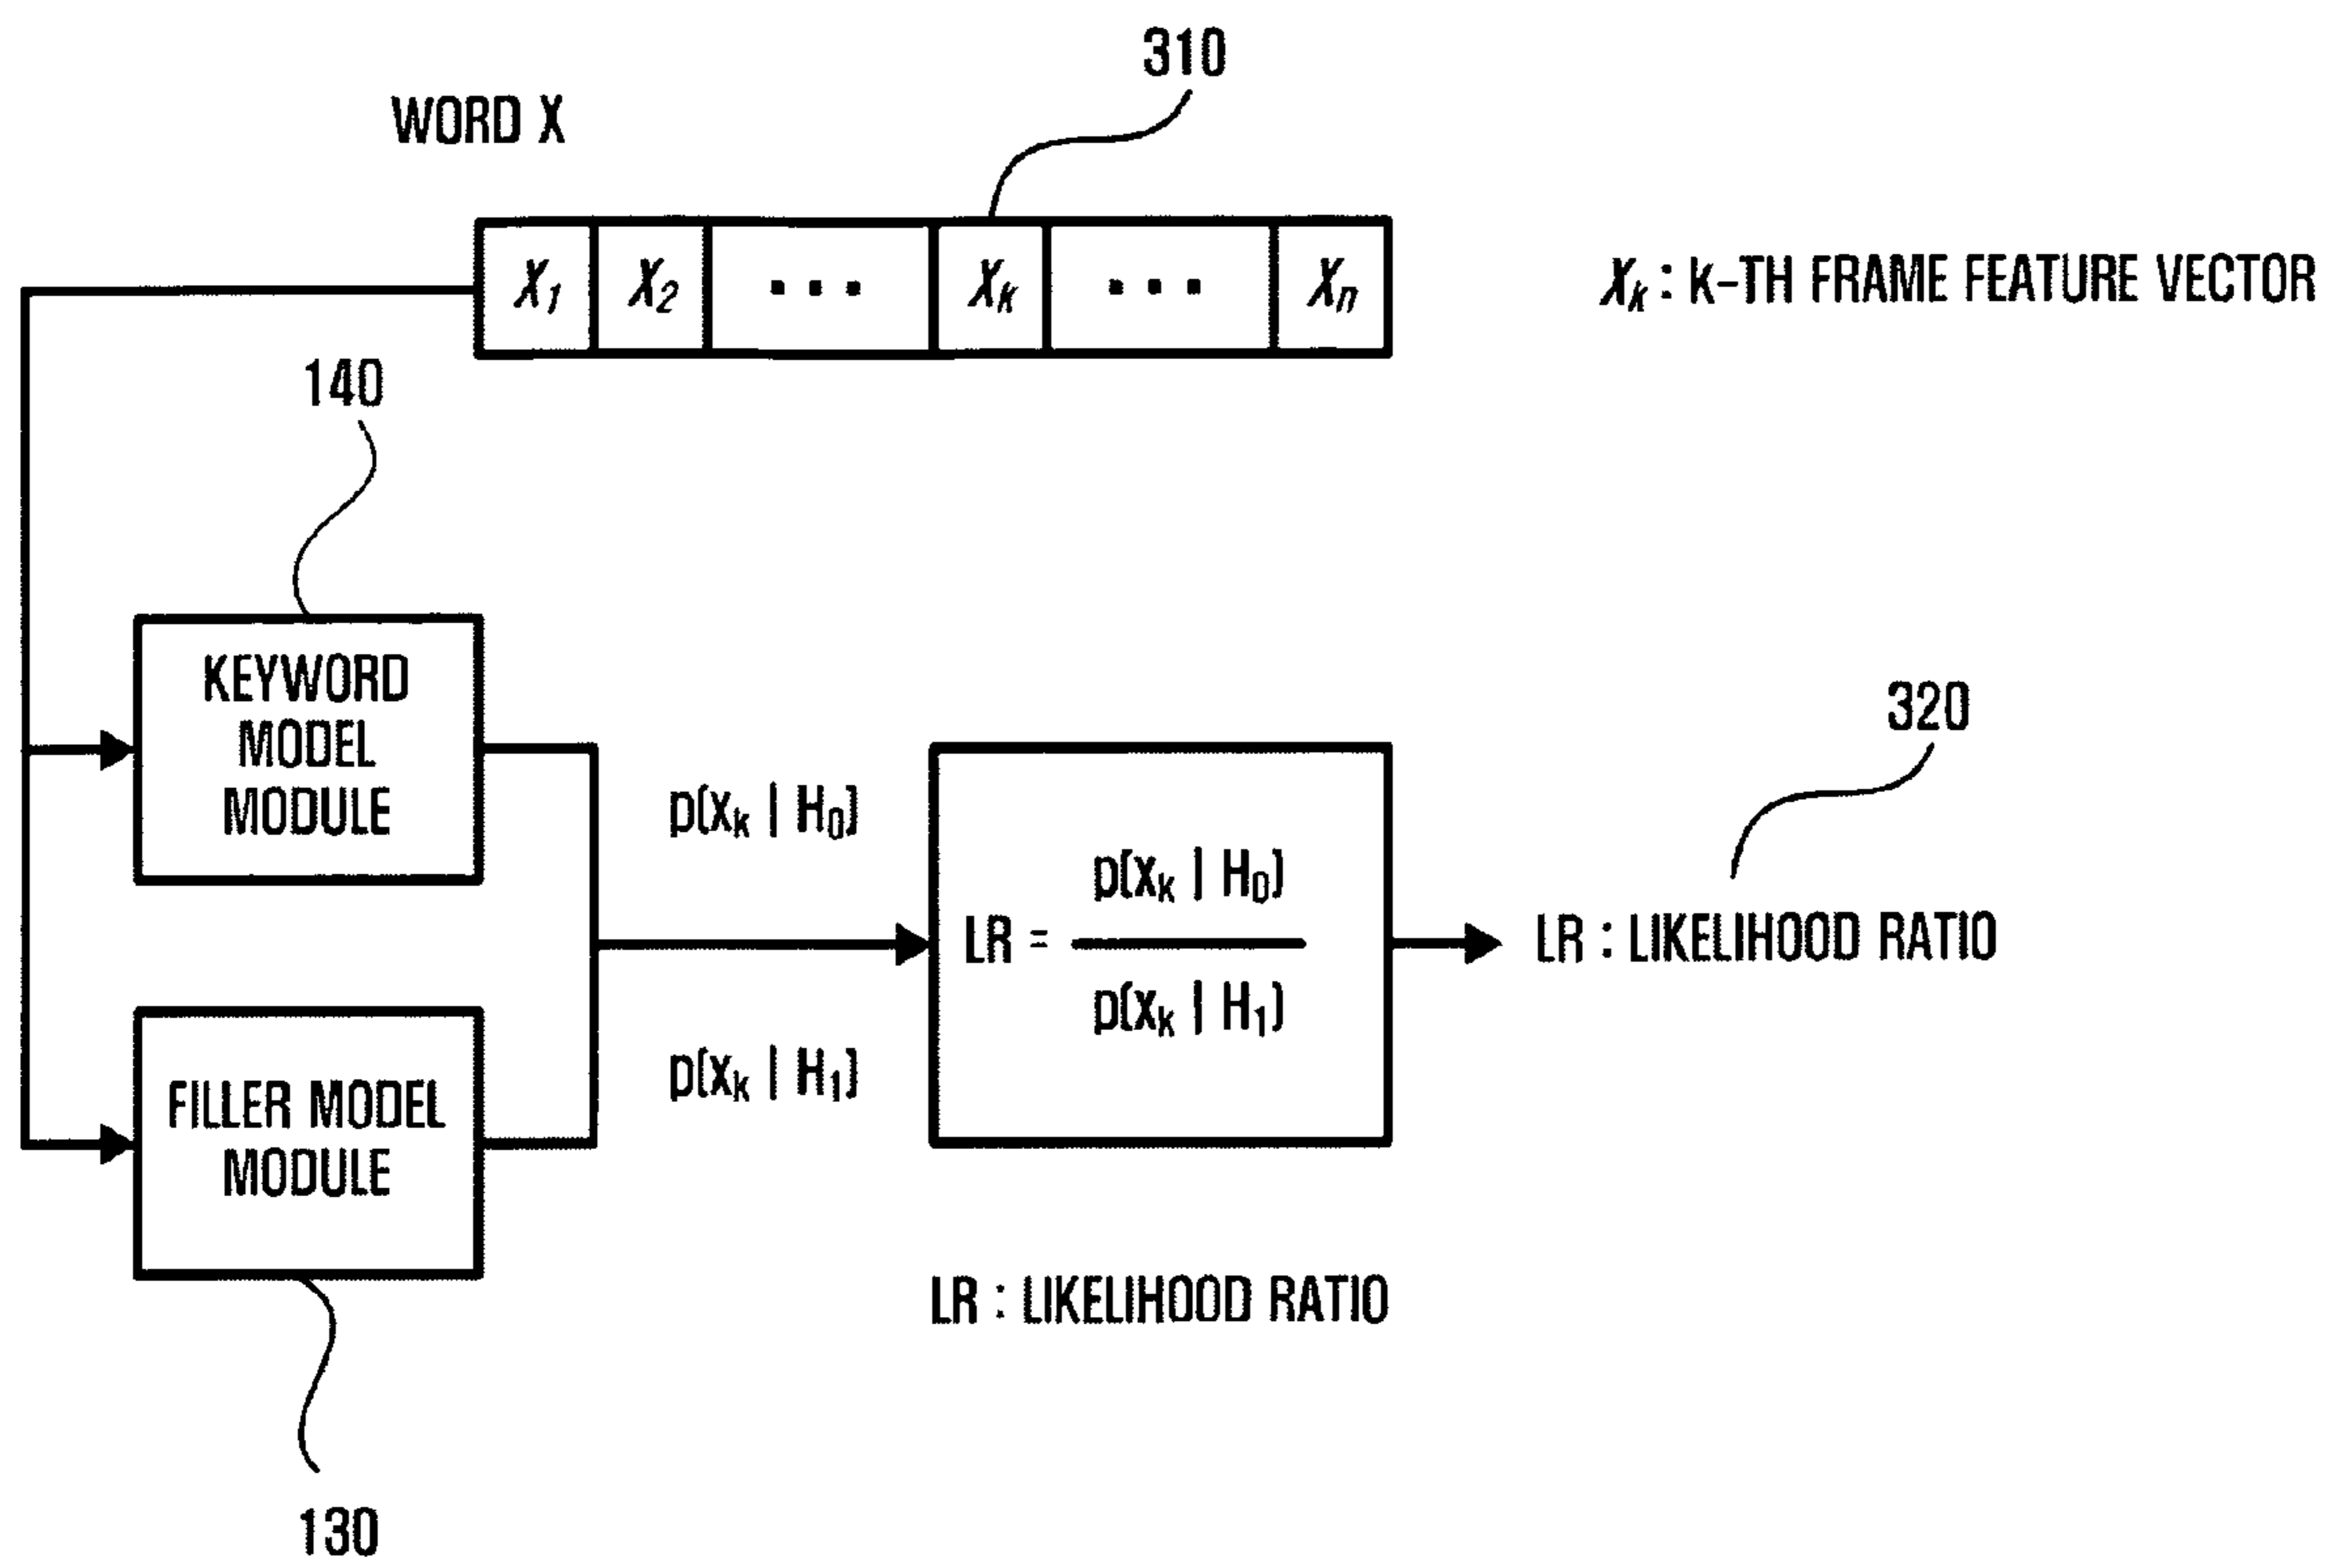 310
WORD X
X1 X2 ... Xk ... Xn
Xk : K-TH FRAME FEATURE VECTOR
140
KEYWORD
MODEL
MODULE
320
p(xk | H0)
LR = p(xk | H0) / p(xk | H1)
LR : LIKELIHOOD RATIO
p(xk | H1)
FILLER MODEL
MODULE
LR : LIKELIHOOD RATIO
130